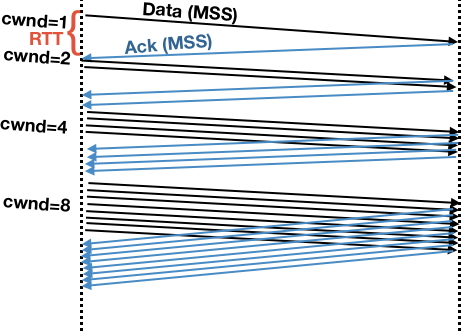 cwnd=1
Data (MSS)
RTT
Ack (MSS)
cwnd=2
cwnd=4
cwnd=8